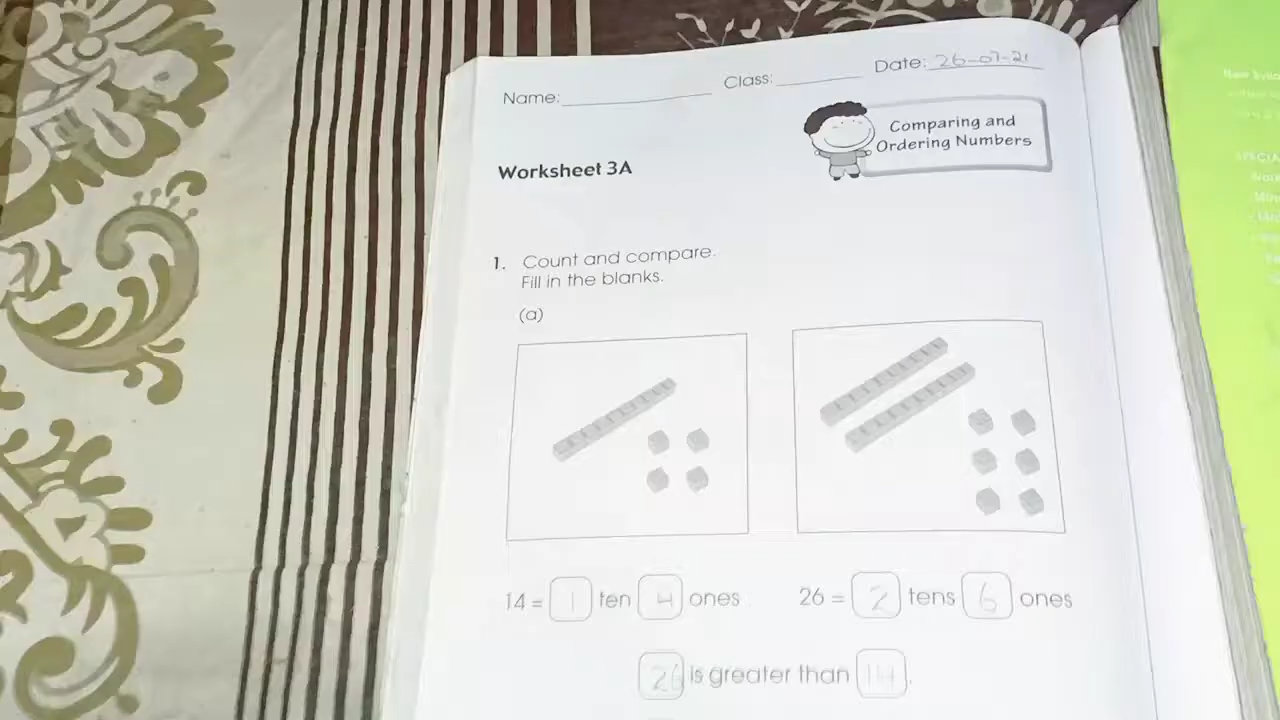 Name: Class: Date: 26-07-21
Comparing and
Ordering Numbers
Worksheet 3A
1. Count and compare.
Fill in the blanks.
(a)
14 = 1 ten 4 ones 26 = 2 tens 6 ones
26 is greater than 14.